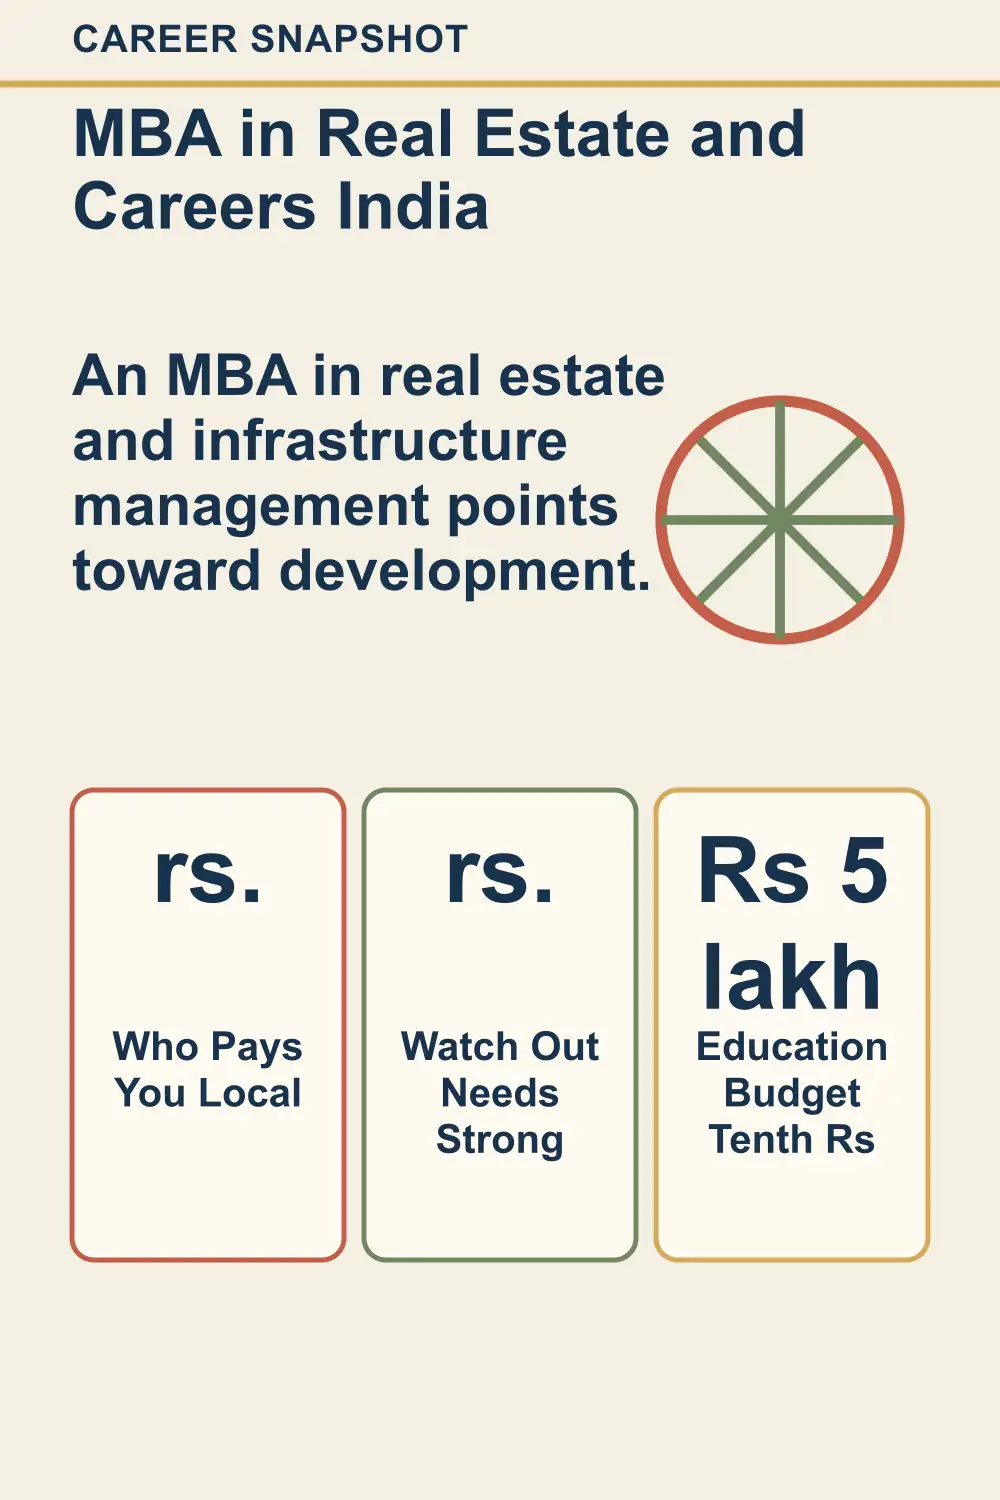 CAREER SNAPSHOT
MBA in Real Estate and
Careers India
An MBA in real estate
and infrastructure
management points
toward development.
rs.
Who Pays
You Local
rs.
Watch Out
Needs
Strong
Rs 5
lakh
Education
Budget
Tenth Rs